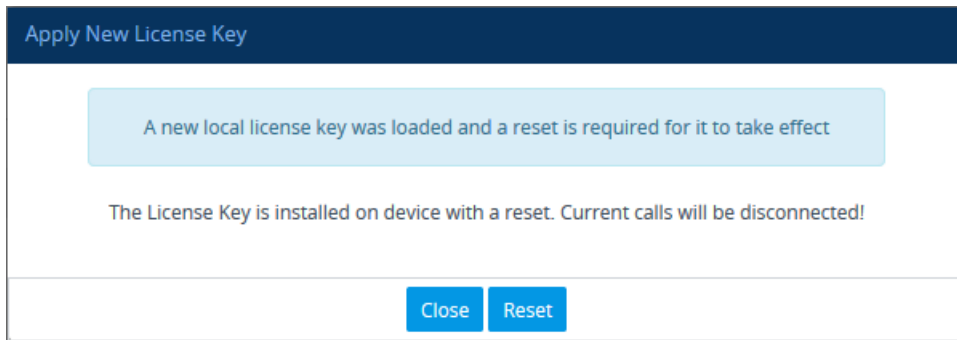 Apply New License Key
A new local license key was loaded and a reset is required for it to take effect
The License Key is installed on device with a reset. Current calls will be disconnected!
Close
Reset